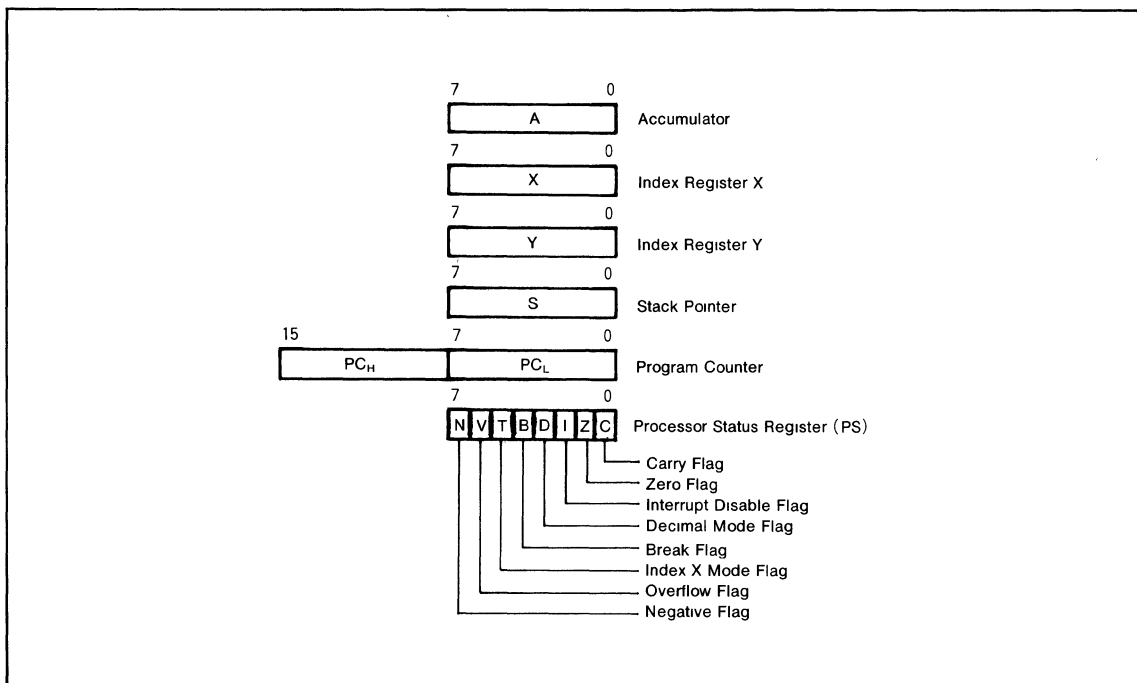 7 0
A Accumulator
7 0
X Index Register X
7 0
Y Index Register Y
7 0
S Stack Pointer
15 7 0
PCH PCL Program Counter
7 0
N V T B D I Z C Processor Status Register (PS)
Carry Flag
Zero Flag
Interrupt Disable Flag
Decimal Mode Flag
Break Flag
Index X Mode Flag
Overflow Flag
Negative Flag